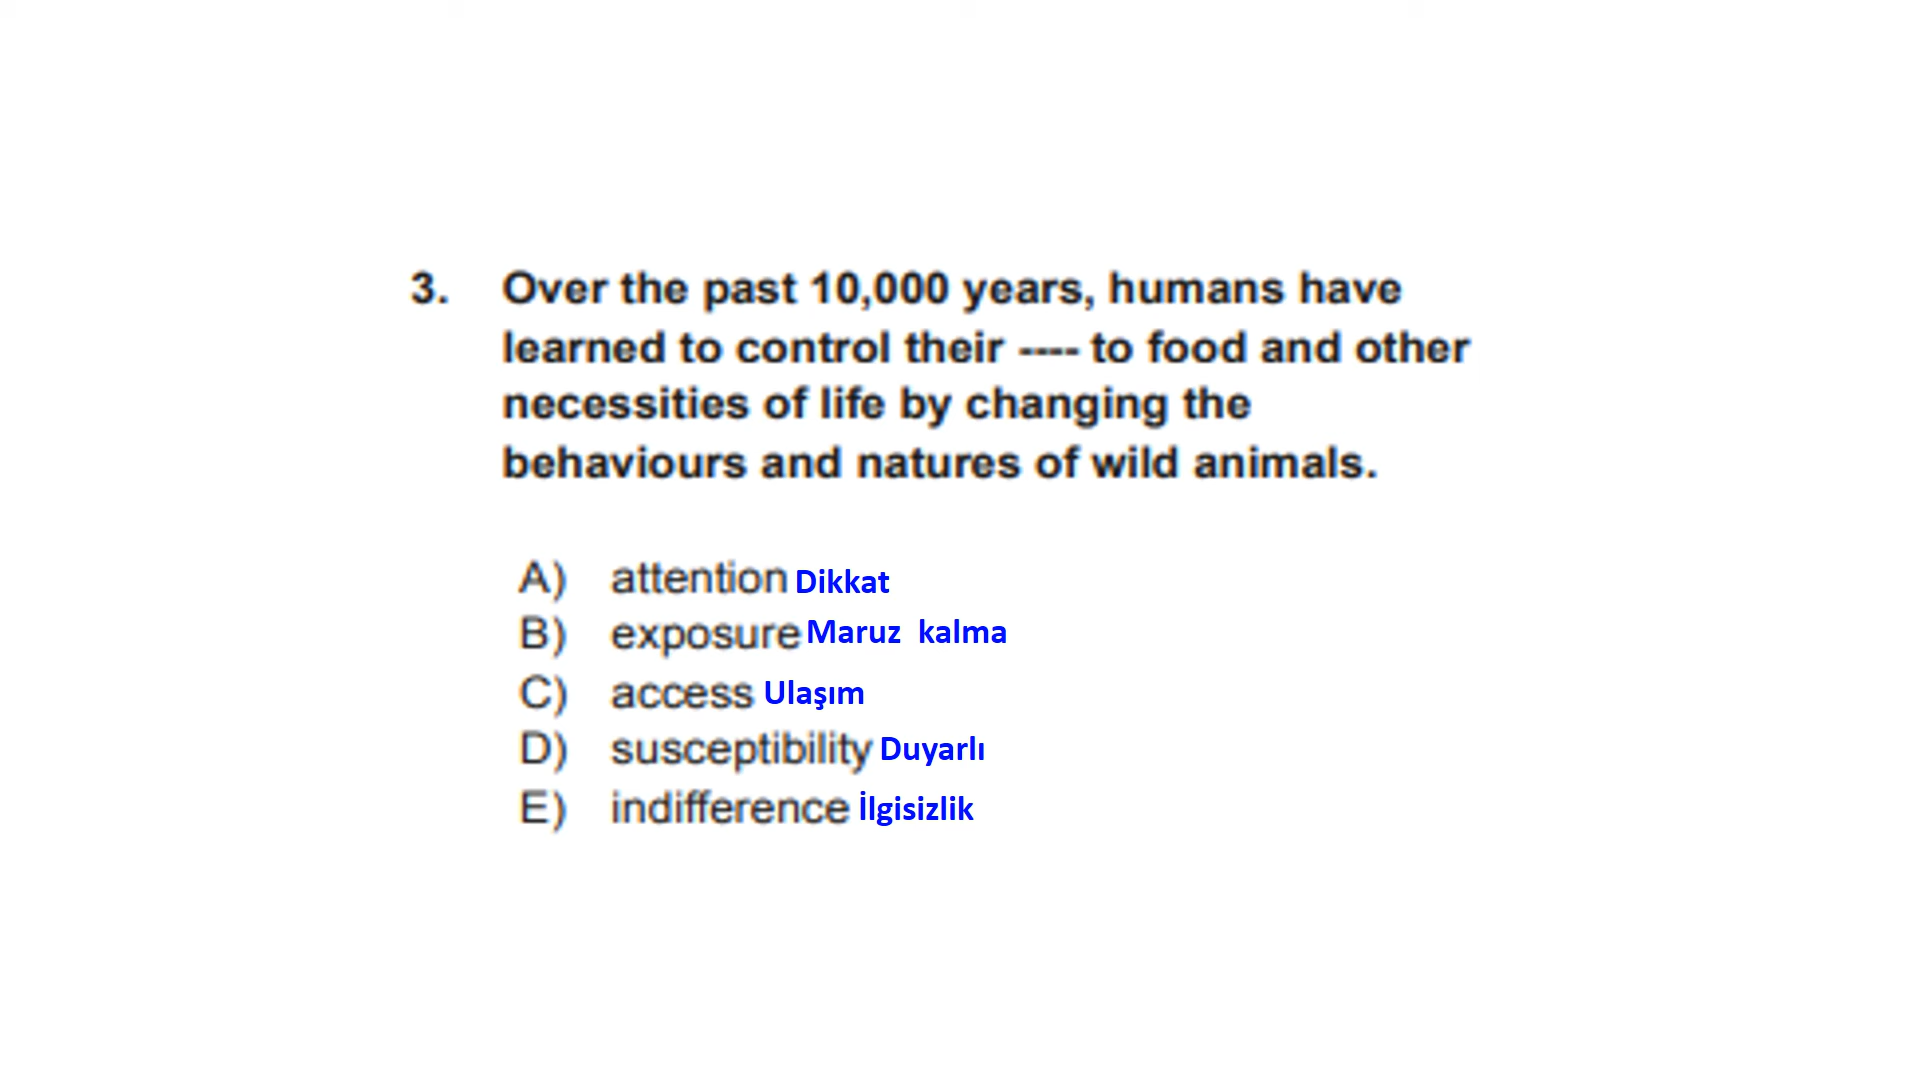 3. Over the past 10,000 years, humans have
learned to control their ---- to food and other
necessities of life by changing the
behaviours and natures of wild animals.
A) attention Dikkat
B) exposure Maruz kalma
C) access Ulaşım
D) susceptibility Duyarlı
E) indifference İlgisizlik